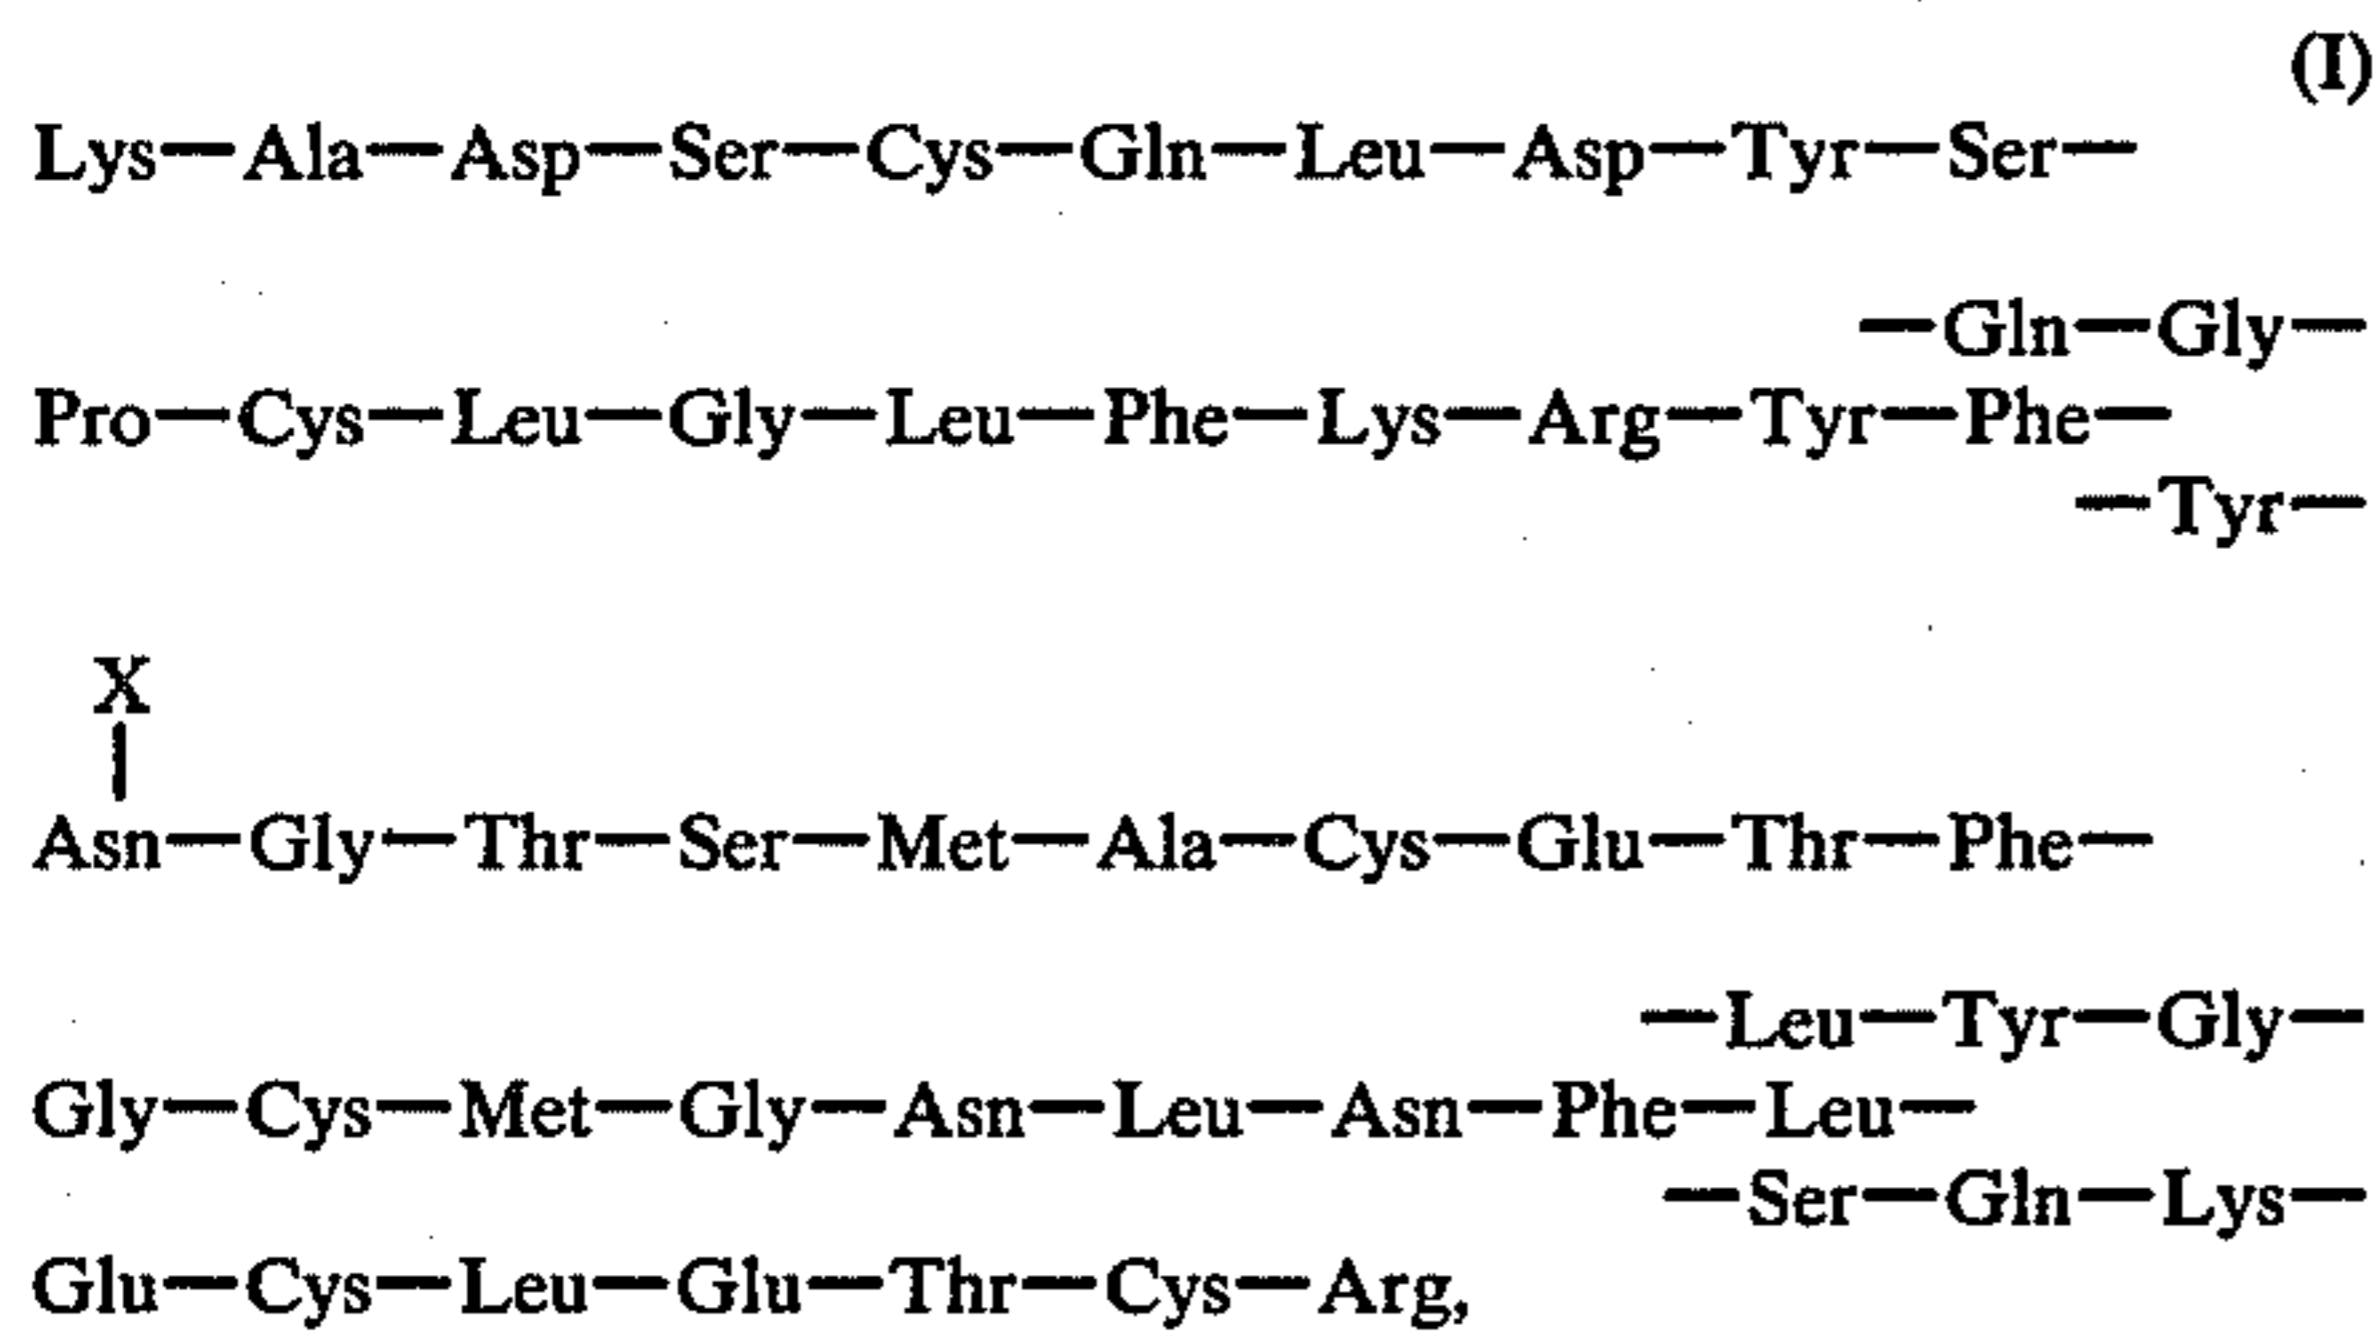 (I)
Lys—Ala—Asp—Ser—Cys—Gln—Leu—Asp—Tyr—Ser—
—Gln—Gly—
Pro—Cys—Leu—Gly—Leu—Phe—Lys—Arg—Tyr—Phe—
—Tyr—
X
Asn—Gly—Thr—Ser—Met—Ala—Cys—Glu—Thr—Phe—
—Leu—Tyr—Gly—
Gly—Cys—Met—Gly—Asn—Leu—Asn—Phe—Leu—
—Ser—Gln—Lys—
Glu—Cys—Leu—Glu—Thr—Cys—Arg,